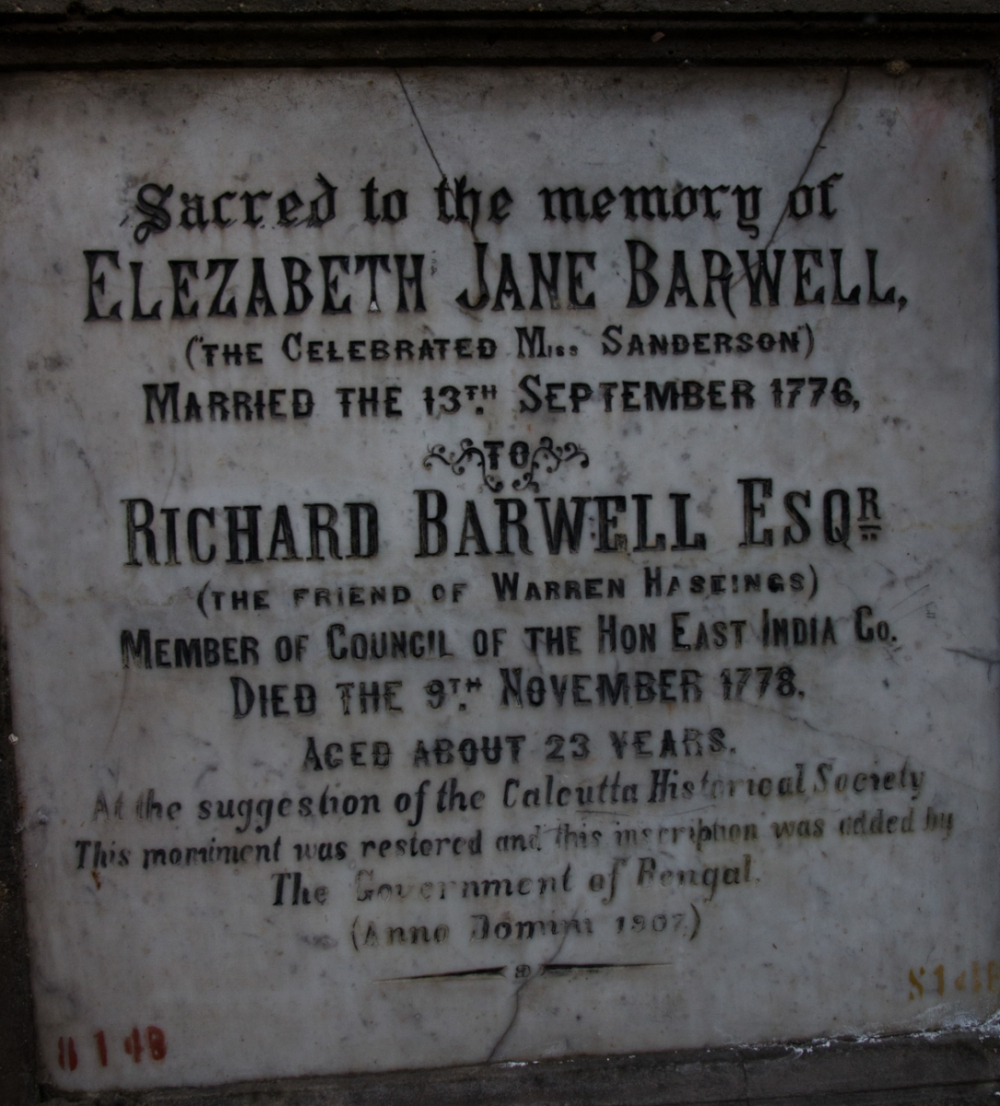 Sacred to the memory of
ELEZABETH JANE BARWELL,
(THE CELEBRATED Miss SANDERSON)
MARRIED THE 13TH. SEPTEMBER 1776,
TO
RICHARD BARWELL ESQR
(THE FRIEND OF WARREN HASEINGS)
MEMBER OF COUNCIL OF THE HON EAST INDIA CO.
DIED THE 9TH. NOVEMBER 1778.
AGED ABOUT 23 YEARS.
At the suggestion of the Calcutta Historical Society
This momiment was restored and this inscription was added by
The Government of Bengal.
(Anno Domini 1907)
8148